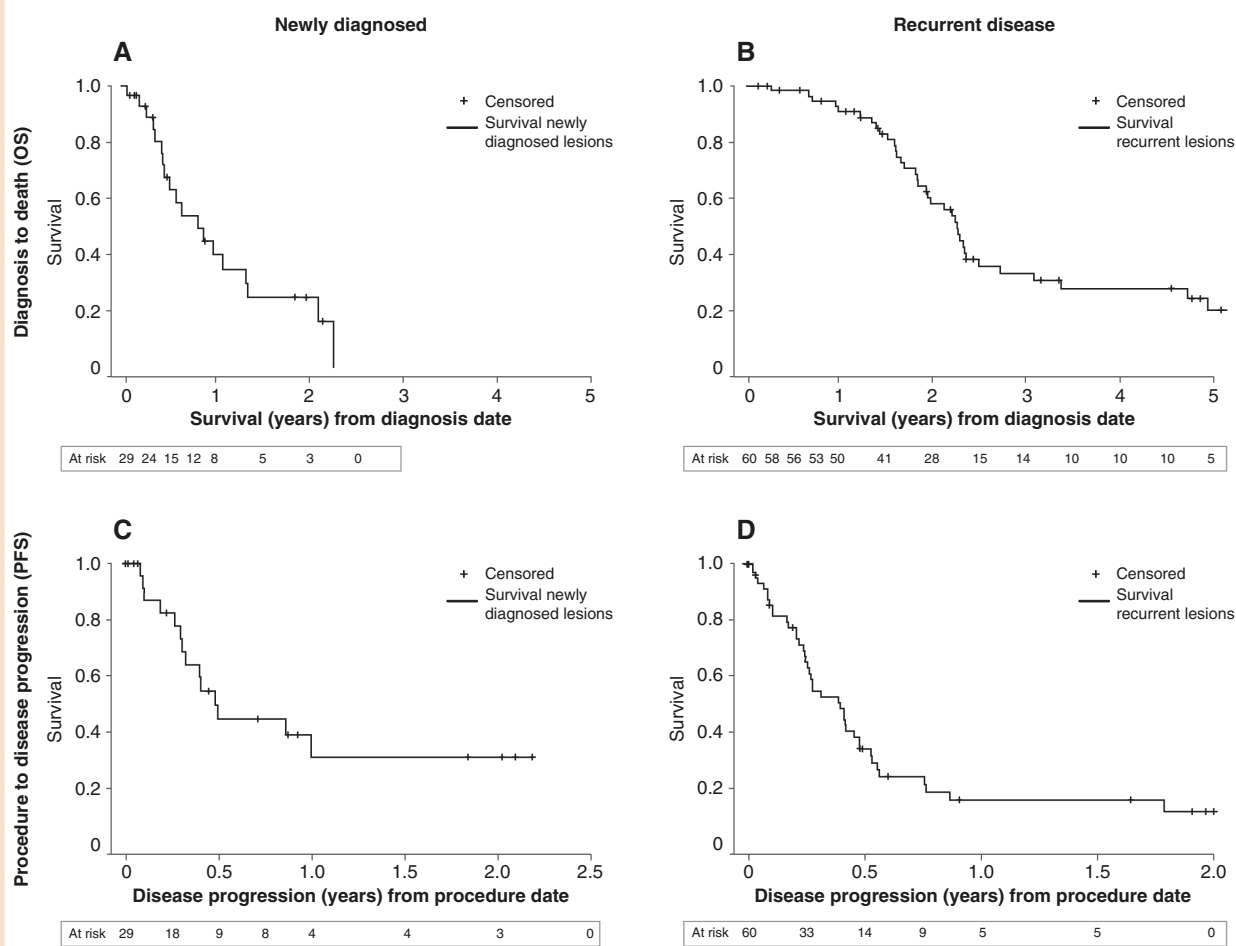 Newly diagnosed
Recurrent disease
Diagnosis to death (OS)
A
Survival
1.0
0.8
0.6
0.4
0.2
0
+ Censored
Survival newly
diagnosed lesions
0 1 2 3 4 5
Survival (years) from diagnosis date
At risk 29 24 15 12 8 5 3 0
B
Survival
1.0
0.8
0.6
0.4
0.2
0
+ Censored
Survival
recurrent lesions
0 1 2 3 4 5
Survival (years) from diagnosis date
At risk 60 58 56 53 50 41 28 15 14 10 10 10 5
Procedure to disease progression (PFS)
C
Survival
1.0
0.8
0.6
0.4
0.2
0
+ Censored
Survival newly
diagnosed lesions
0 0.5 1.0 1.5 2.0 2.5
Disease progression (years) from procedure date
At risk 29 18 9 8 4 4 3 0
D
Survival
1.0
0.8
0.6
0.4
0.2
0
+ Censored
Survival
recurrent lesions
0 0.5 1.0 1.5 2.0
Disease progression (years) from procedure date
At risk 60 33 14 9 5 5 0